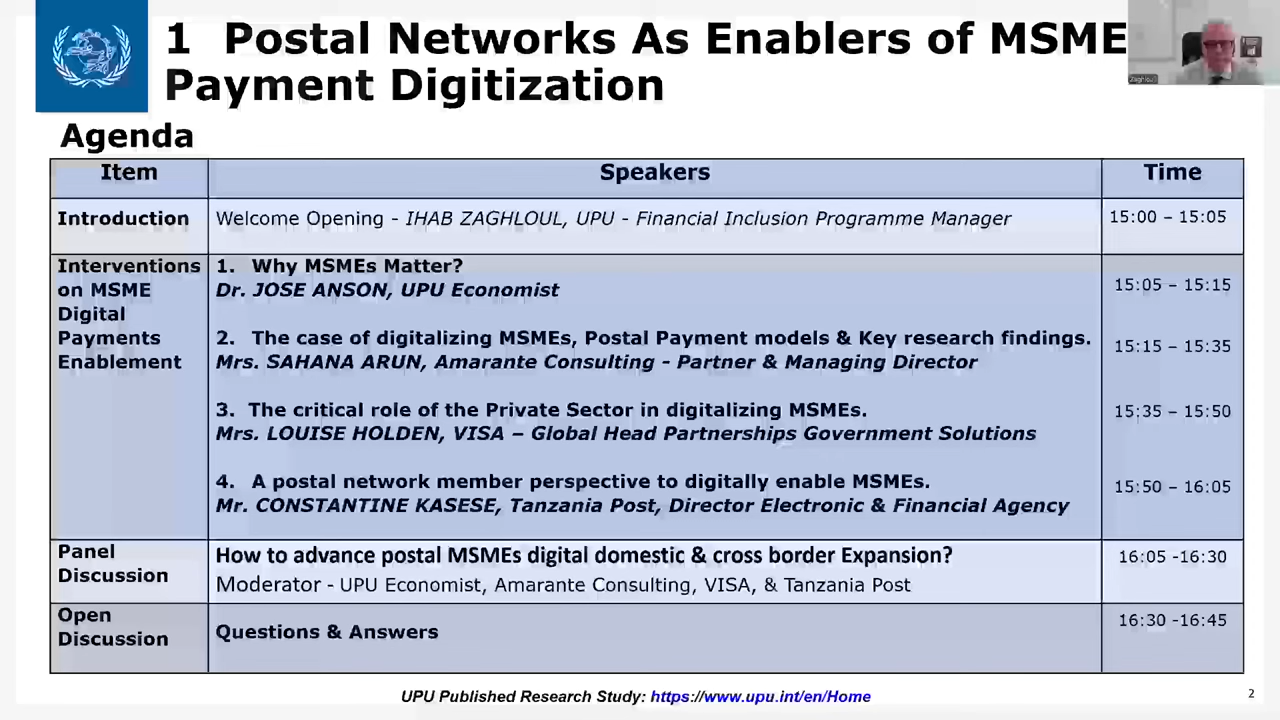 1 Postal Networks As Enablers of MSME
Payment Digitization
Zaghloul
Agenda
Item Speakers Time
Introduction Welcome Opening - IHAB ZAGHLOUL, UPU - Financial Inclusion Programme Manager 15:00 – 15:05
Interventions
on MSME
Digital
Payments
Enablement
1. Why MSMEs Matter?
Dr. JOSE ANSON, UPU Economist
15:05 – 15:15
2. The case of digitalizing MSMEs, Postal Payment models & Key research findings.
Mrs. SAHANA ARUN, Amarante Consulting - Partner & Managing Director
15:15 – 15:35
3. The critical role of the Private Sector in digitalizing MSMEs.
Mrs. LOUISE HOLDEN, VISA – Global Head Partnerships Government Solutions
15:35 – 15:50
4. A postal network member perspective to digitally enable MSMEs.
Mr. CONSTANTINE KASESE, Tanzania Post, Director Electronic & Financial Agency
15:50 – 16:05
Panel
Discussion
How to advance postal MSMEs digital domestic & cross border Expansion?
Moderator - UPU Economist, Amarante Consulting, VISA, & Tanzania Post
16:05 -16:30
Open
Discussion
Questions & Answers
16:30 -16:45
UPU Published Research Study: https://www.upu.int/en/Home
2